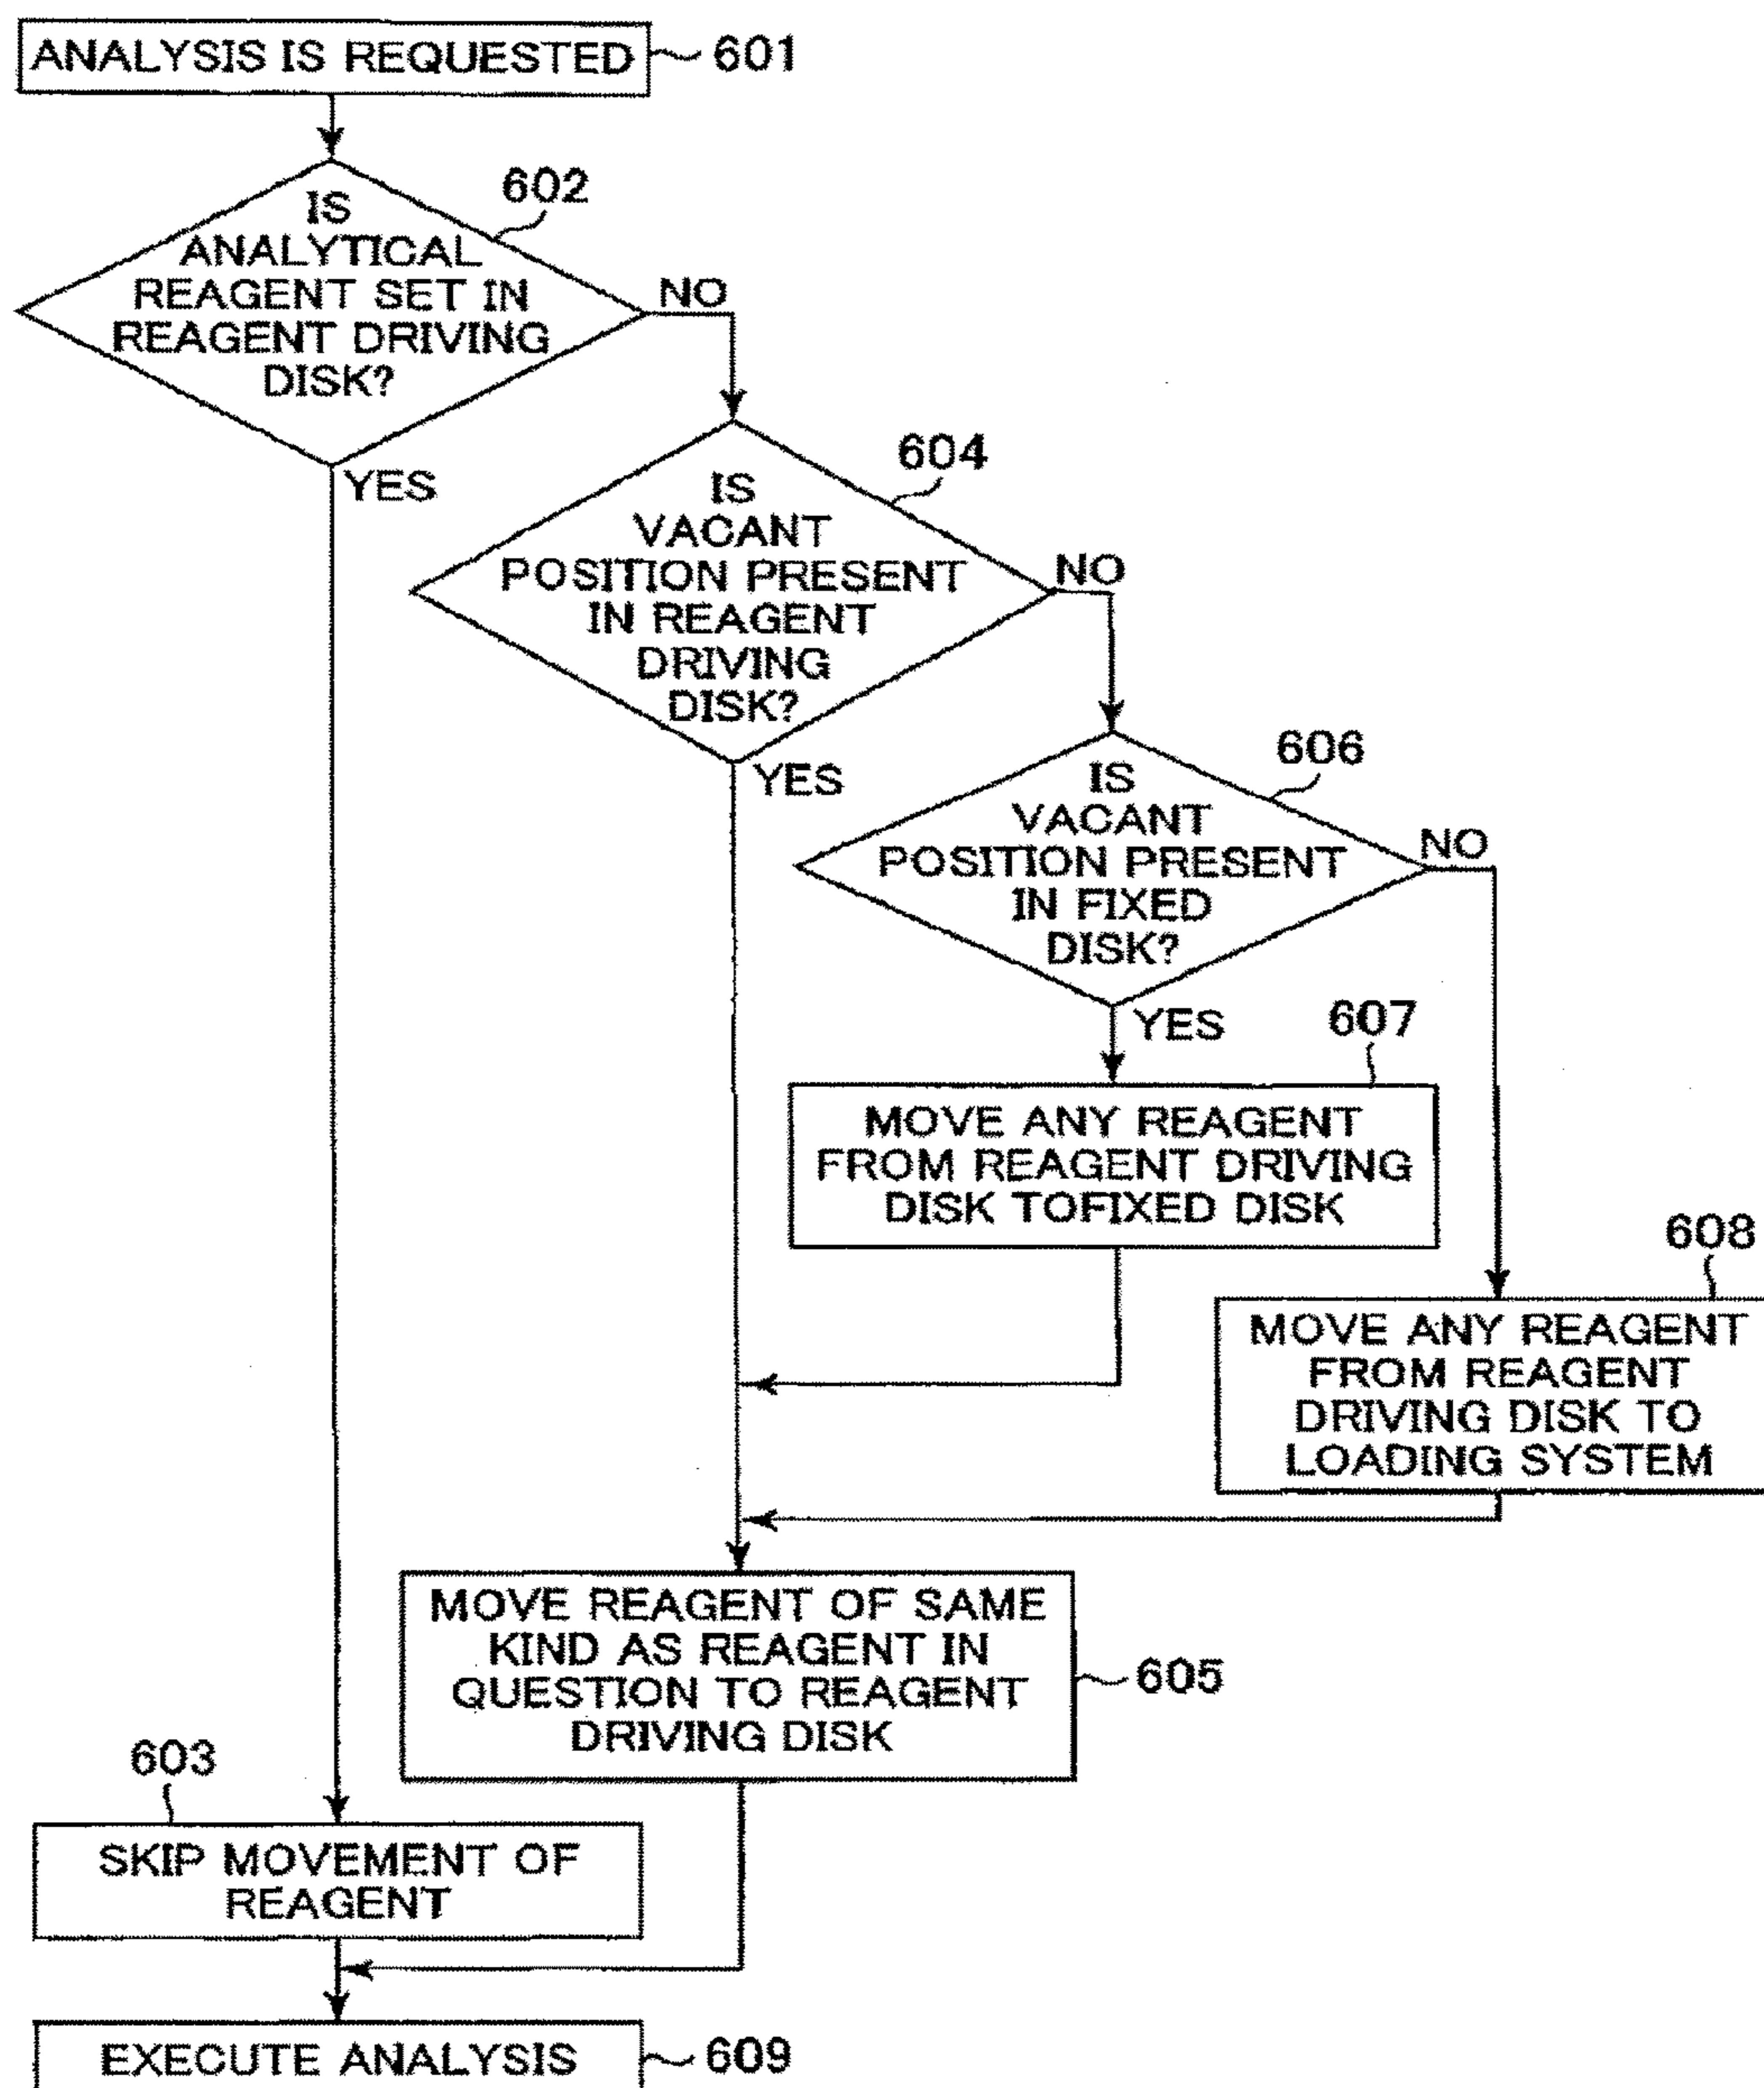 ANALYSIS IS REQUESTED
601
602
IS
ANALYTICAL
REAGENT SET IN
REAGENT DRIVING
DISK?
NO
YES
604
IS
VACANT
POSITION PRESENT
IN REAGENT
DRIVING
DISK?
NO
YES
606
IS
VACANT
POSITION PRESENT
IN FIXED
DISK?
NO
YES
607
MOVE ANY REAGENT
FROM REAGENT DRIVING
DISK TOFIXED DISK
608
MOVE ANY REAGENT
FROM REAGENT
DRIVING DISK TO
LOADING SYSTEM
MOVE REAGENT OF SAME
KIND AS REAGENT IN
QUESTION TO REAGENT
DRIVING DISK
605
603
SKIP MOVEMENT OF
REAGENT
EXECUTE ANALYSIS
609